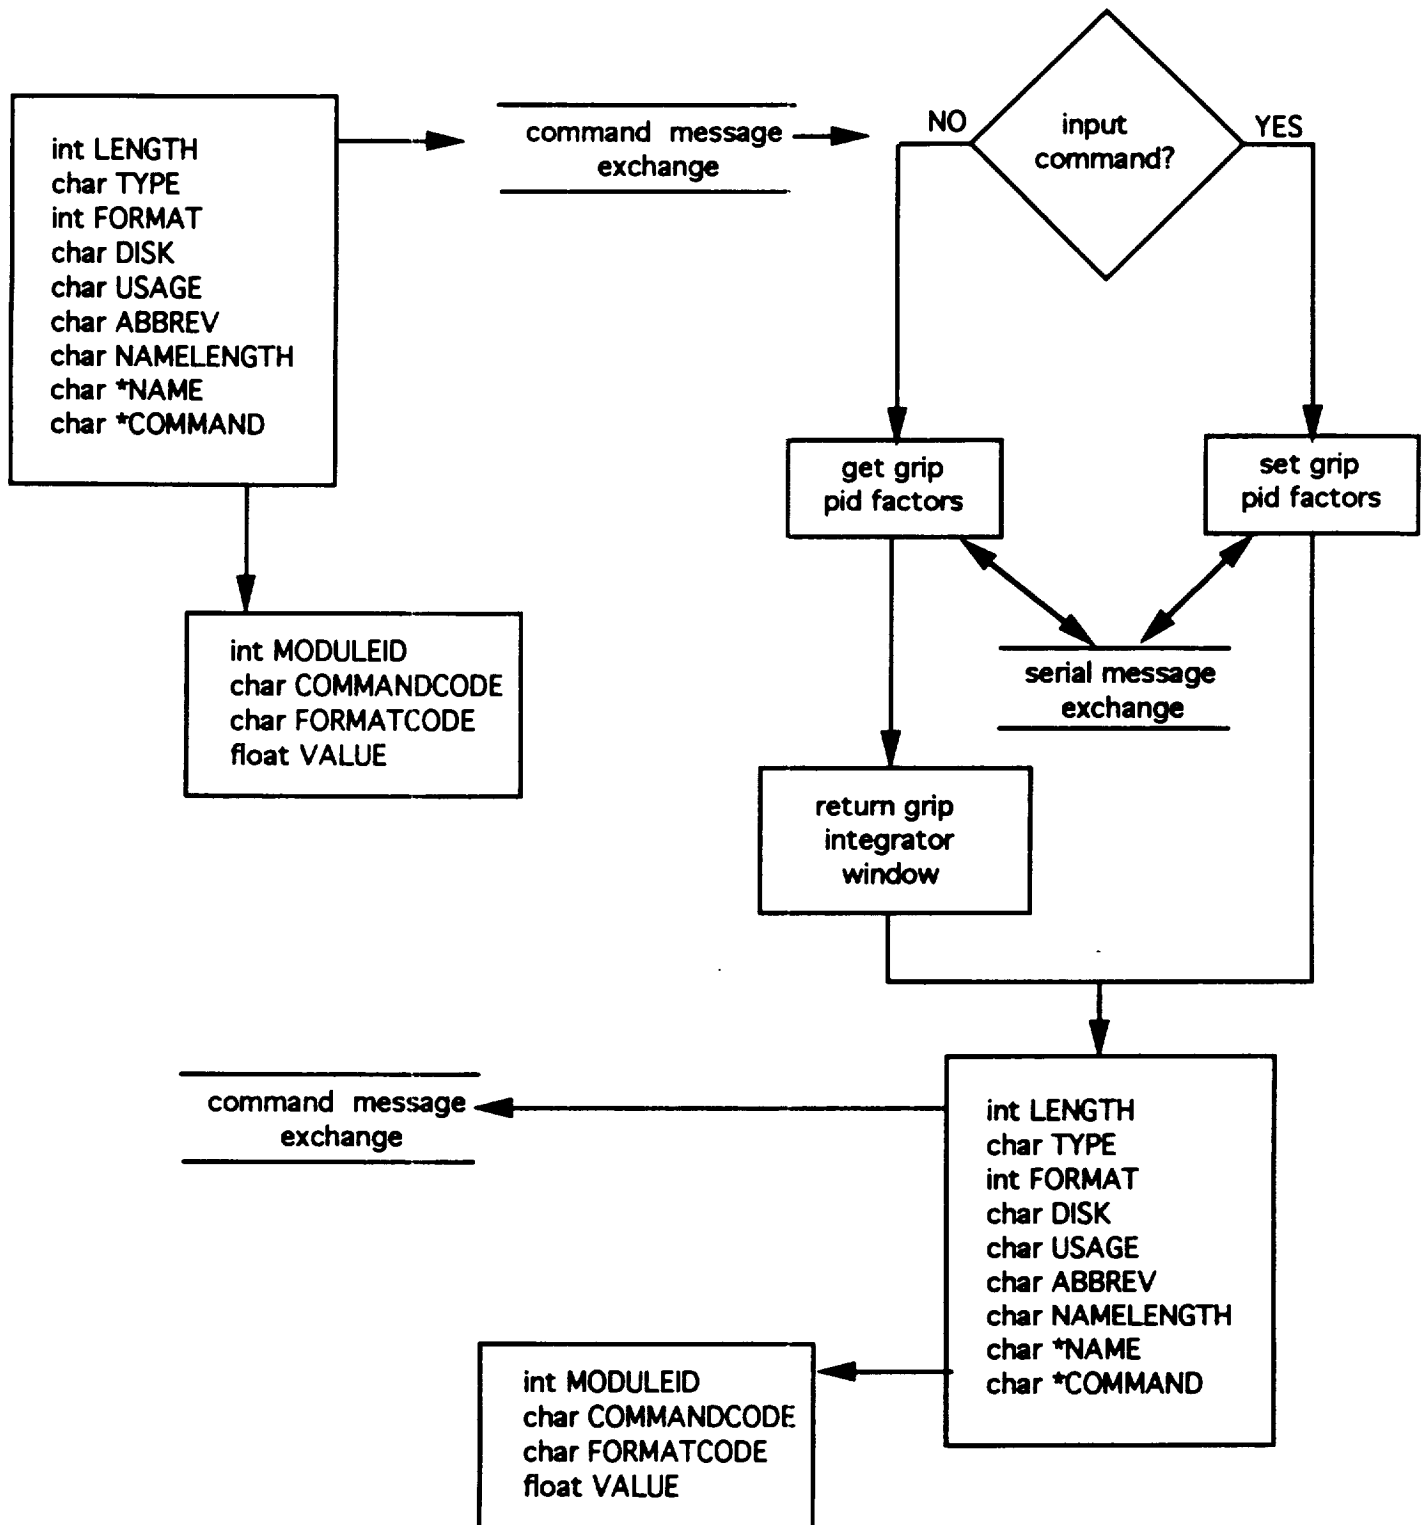 int LENGTH
char TYPE
int FORMAT
char DISK
char USAGE
char ABBREV
char NAMELENGTH
char *NAME
char *COMMAND
command message
exchange
NO
input
command?
YES
get grip
pid factors
set grip
pid factors
int MODULEID
char COMMANDCODE
char FORMATCODE
float VALUE
serial message
exchange
return grip
integrator
window
command message
exchange
int LENGTH
char TYPE
int FORMAT
char DISK
char USAGE
char ABBREV
char NAMELENGTH
char *NAME
char *COMMAND
int MODULEID
char COMMANDCODE
char FORMATCODE
float VALUE